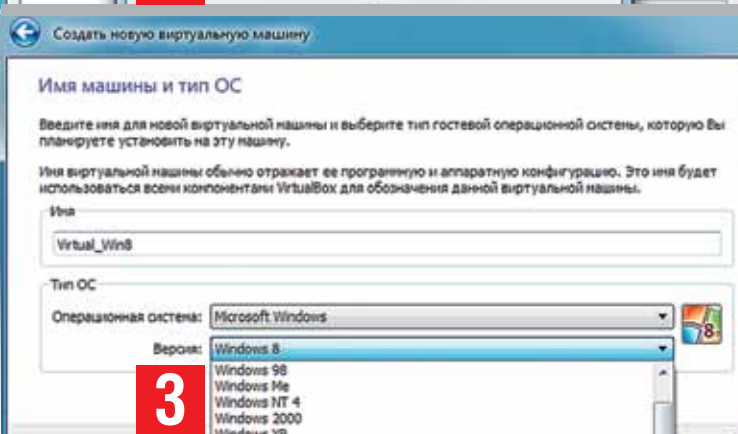 Создать новую виртуальную машину
Имя машины и тип ОС
Введите имя для новой виртуальной машины и выберите тип гостевой операционной системы, которую Вы
планируете установить на эту машину.
Имя виртуальной машины обычно отражает ее программную и аппаратную конфигурацию. Это имя будет
использоваться всеми компонентами VirtualBox для обозначения данной виртуальной машины.
Имя
Virtual_Win8
Тип ОС
Операционная система: Microsoft Windows
8
Версия: Windows 8
Windows 98
Windows Me
Windows NT 4
Windows 2000
Windows XP
3